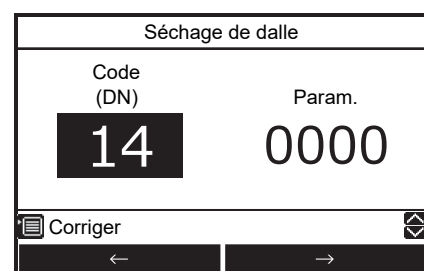 Séchage de dalle
Code
(DN)
Param.
14
0000
Corriger
← →